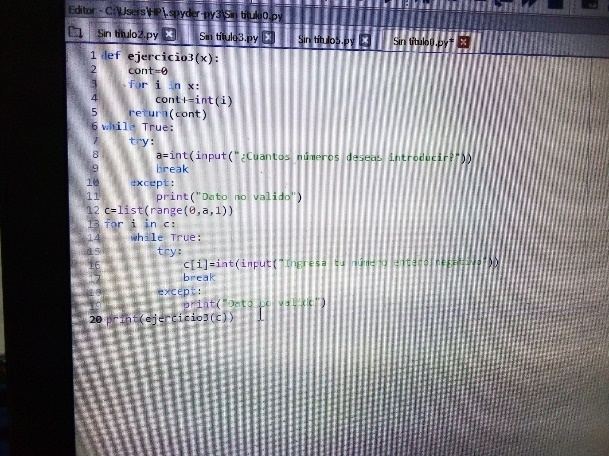 Editor - C:\Users\HP\.spyder-py3\Sin título0.py
Sin título2.py Sin título3.py Sin título5.py Sin título0.py*
1 def ejercicio3(x):
2 cont=0
3 for i in x:
4 cont+=int(i)
5 return(cont)
6 while True:
7 try:
8 a=int(input("¿Cuantos números deseas introducir?"))
9 break
10 except:
11 print("Dato no valido")
12 c=list(range(0,a,1))
13 for i in c:
14 while True:
15 try:
16 c[i]=int(input("Ingresa tu número entero negativo"))
17 break
18 except:
19 print("Dato no valido")
20 print(ejercicio3(c))